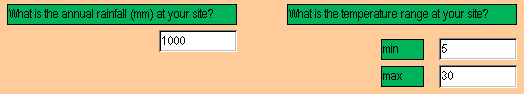 What is the annual rainfall (mm) at your site?
1000
What is the temperature range at your site?
min 5
max 30